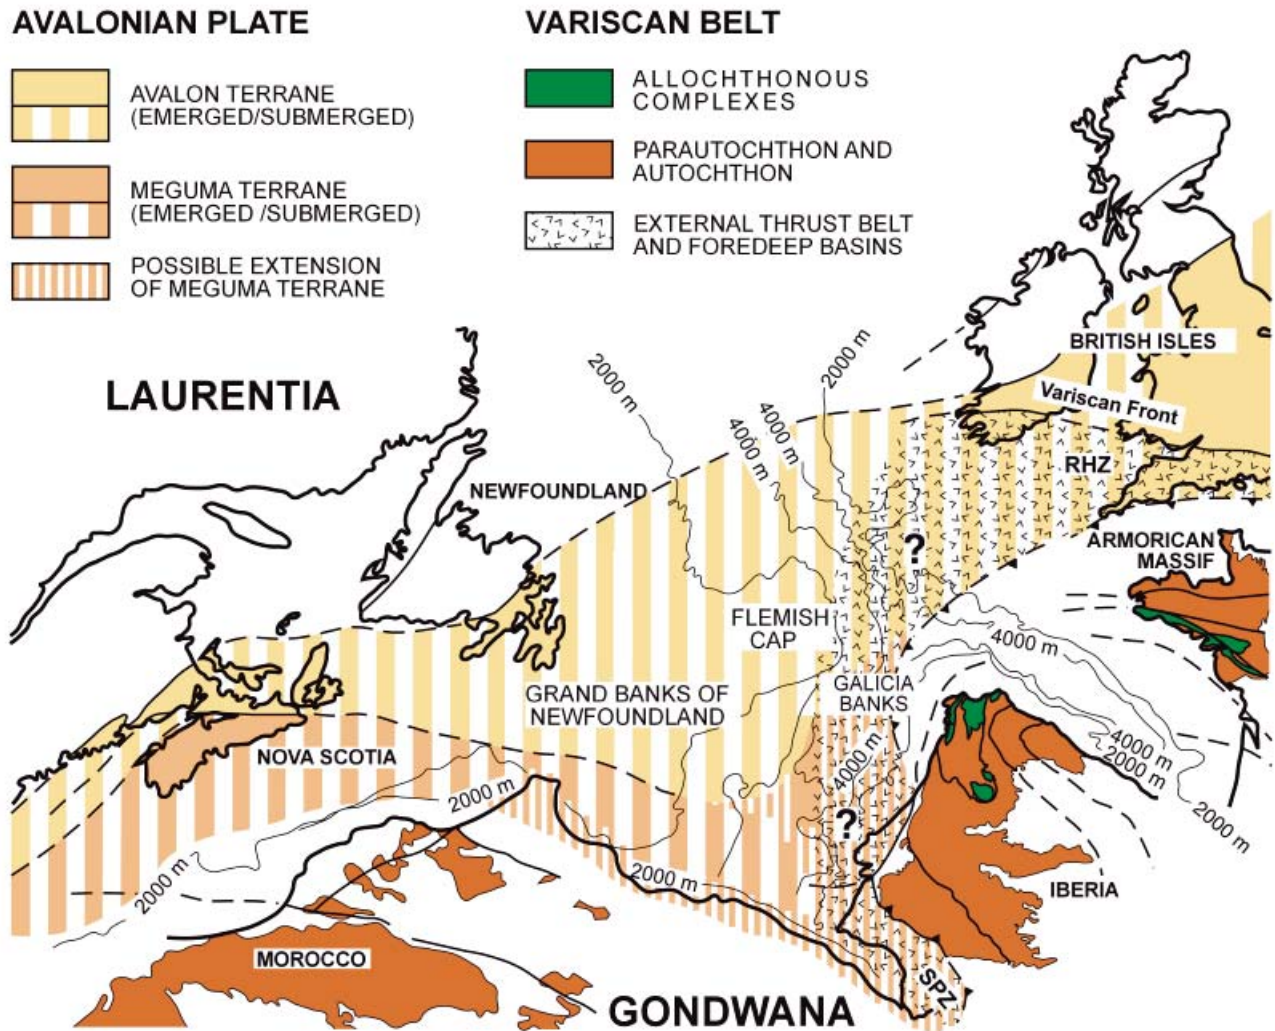 AVALONIAN PLATE
AVALON TERRANE
(EMERGED/SUBMERGED)
MEGUMA TERRANE
(EMERGED /SUBMERGED)
POSSIBLE EXTENSION
OF MEGUMA TERRANE
VARISCAN BELT
ALLOCHTHONOUS
COMPLEXES
PARAUTOCHTHON AND
AUTOCHTHON
EXTERNAL THRUST BELT
AND FOREDEEP BASINS
LAURENTIA
BRITISH ISLES
Variscan Front
2000 m
2000 m
4000 m
4000 m
RHZ
NEWFOUNDLAND
ARMORICAN
MASSIF
?
FLEMISH
CAP
4000 m
GALICIA
BANKS
GRAND BANKS OF
NEWFOUNDLAND
NOVA SCOTIA
4000 m
4000 m
2000 m
2000 m
2000 m
?
2000 m
2000 m
IBERIA
MOROCCO
SPZ
GONDWANA